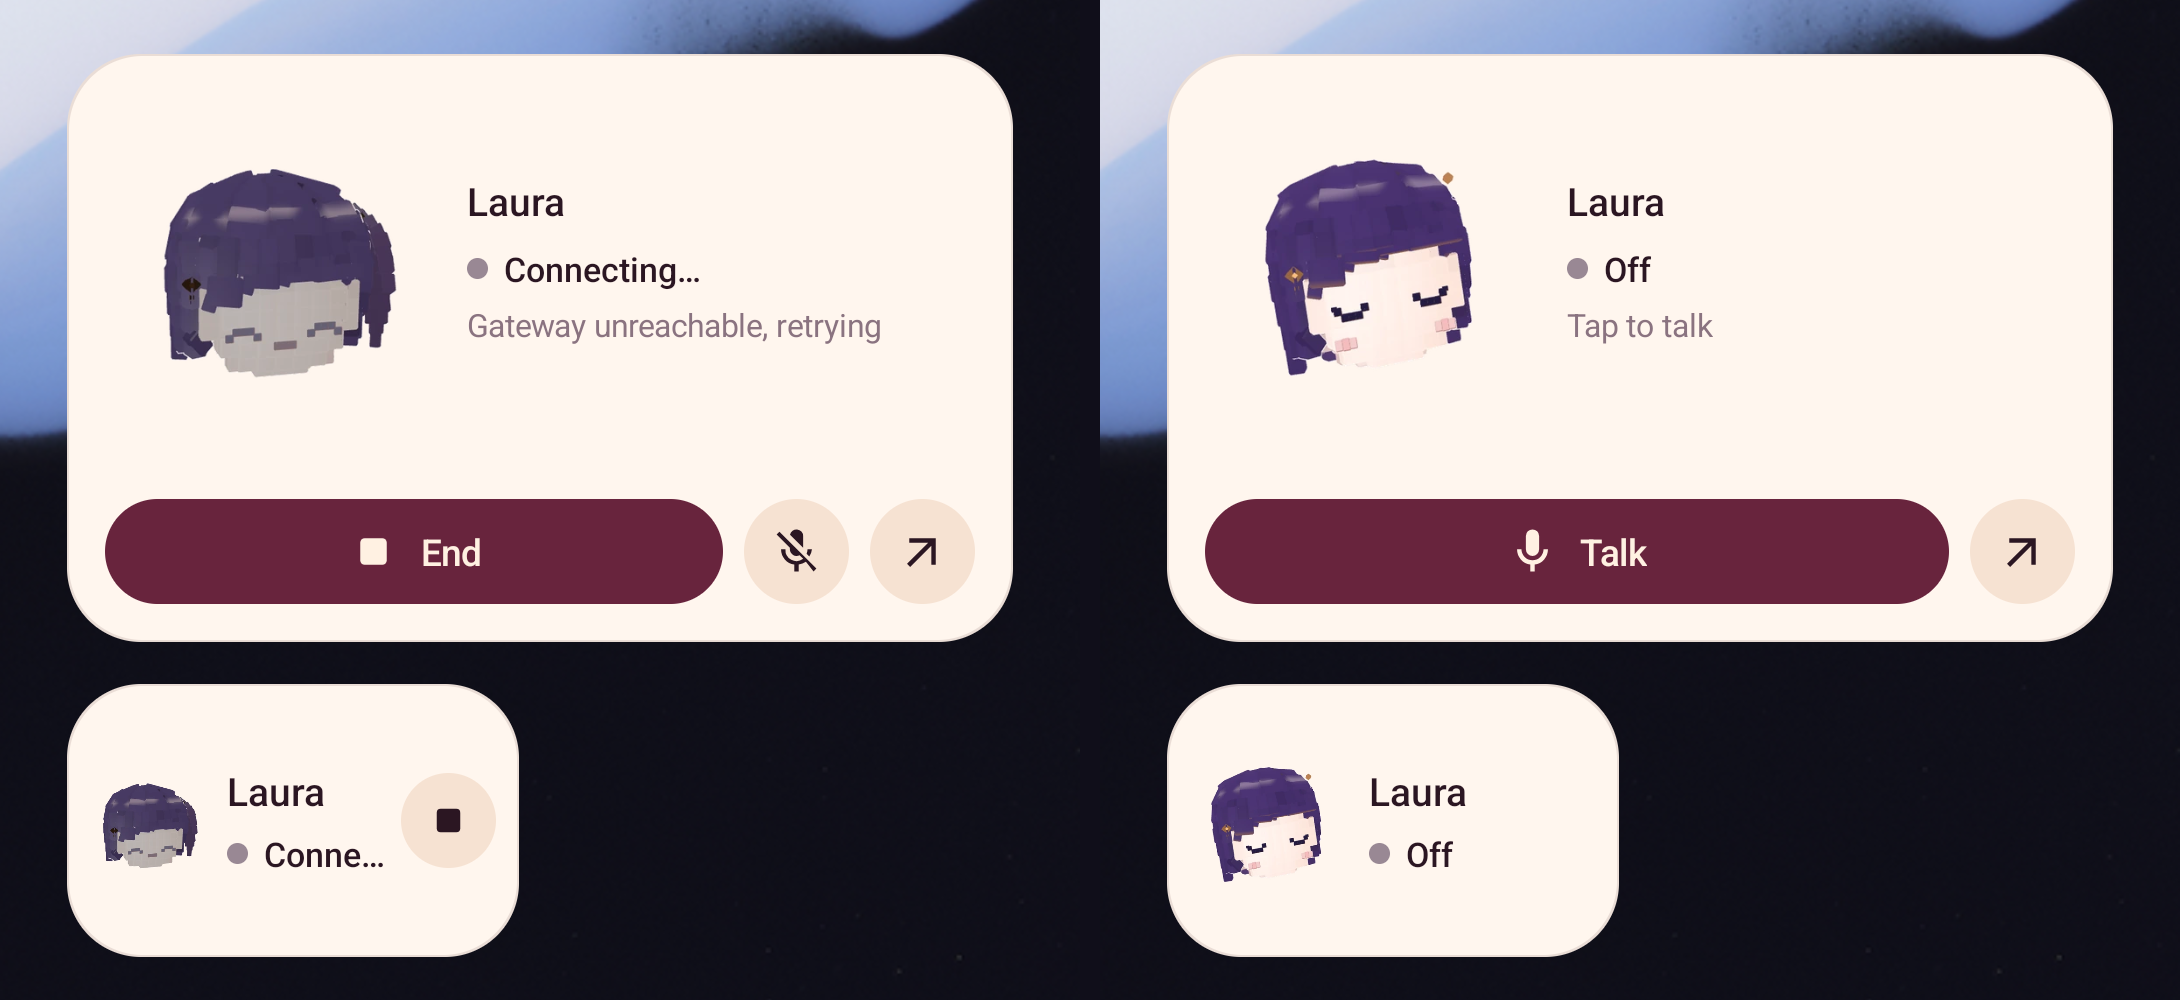 Laura
Connecting...
Gateway unreachable, retrying
End
Laura
Conne...
Laura
Off
Tap to talk
Talk
Laura
Off